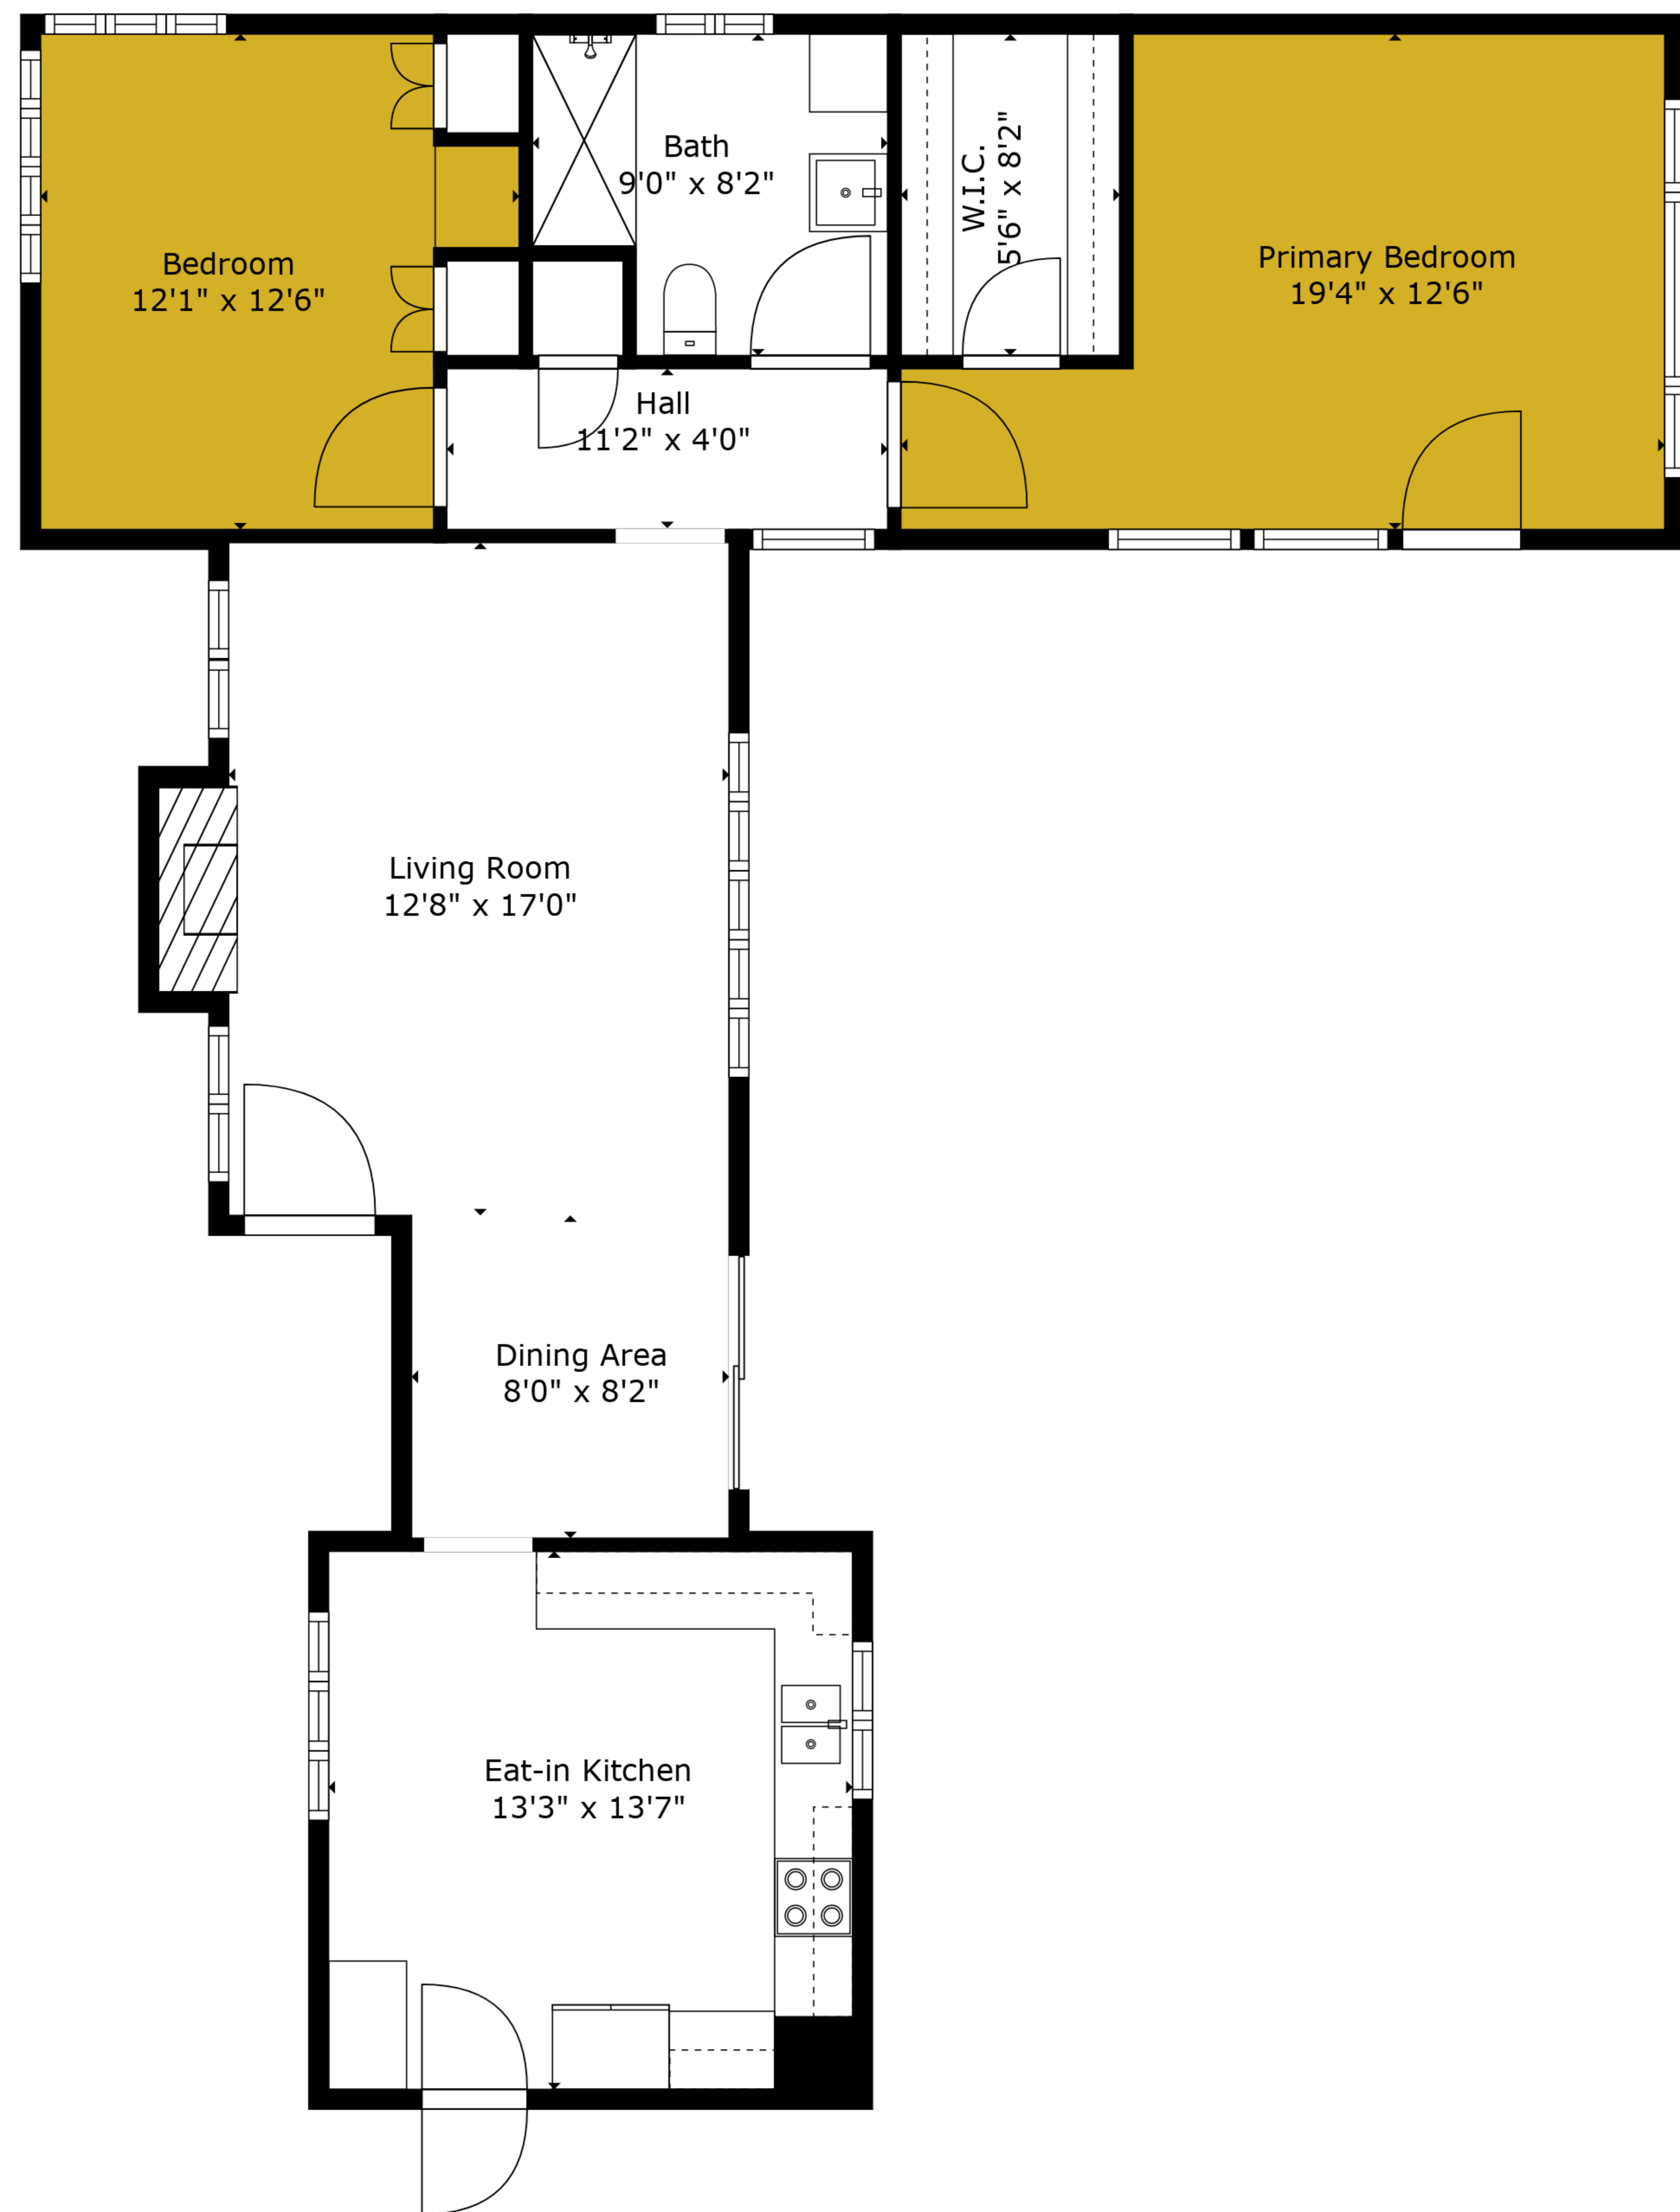 Bath
9'0" x 8'2"
W.I.C.
5'6" x 8'2"
Bedroom
12'1" x 12'6"
Primary Bedroom
19'4" x 12'6"
Hall
11'2" x 4'0"
Living Room
12'8" x 17'0"
Dining Area
8'0" x 8'2"
Eat-in Kitchen
13'3" x 13'7"